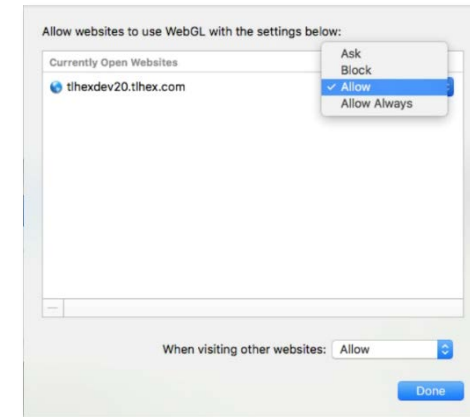 Allow websites to use WebGL with the settings below:
Currently Open Websites
tlhexdev20.tlhex.com
Ask
Block
✓ Allow
Allow Always
When visiting other websites: Allow
Done